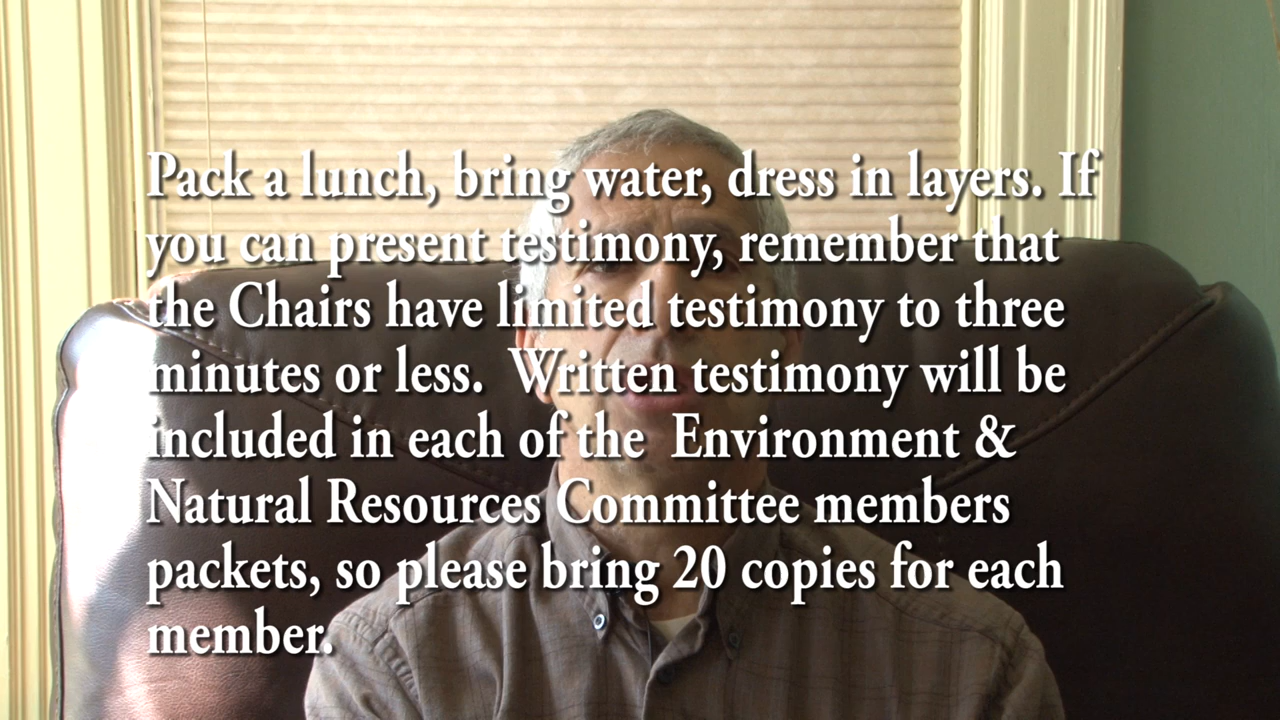 Pack a lunch, bring water, dress in layers. If
you can present testimony, remember that
the Chairs have limited testimony to three
minutes or less.  Written testimony will be
included in each of the  Environment &
Natural Resources Committee members
packets, so please bring 20 copies for each
member.